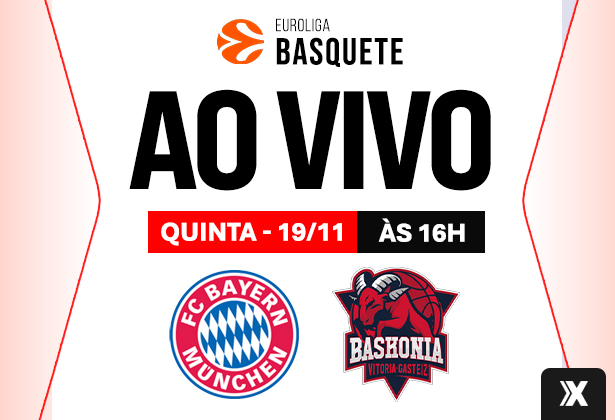 EUROLIGA
BASQUETE
AO VIVO
QUINTA - 19/11 ÀS 16H
FC BAYERN
MÜNCHEN
BASKONIA
VITORIA-GASTEIZ
X